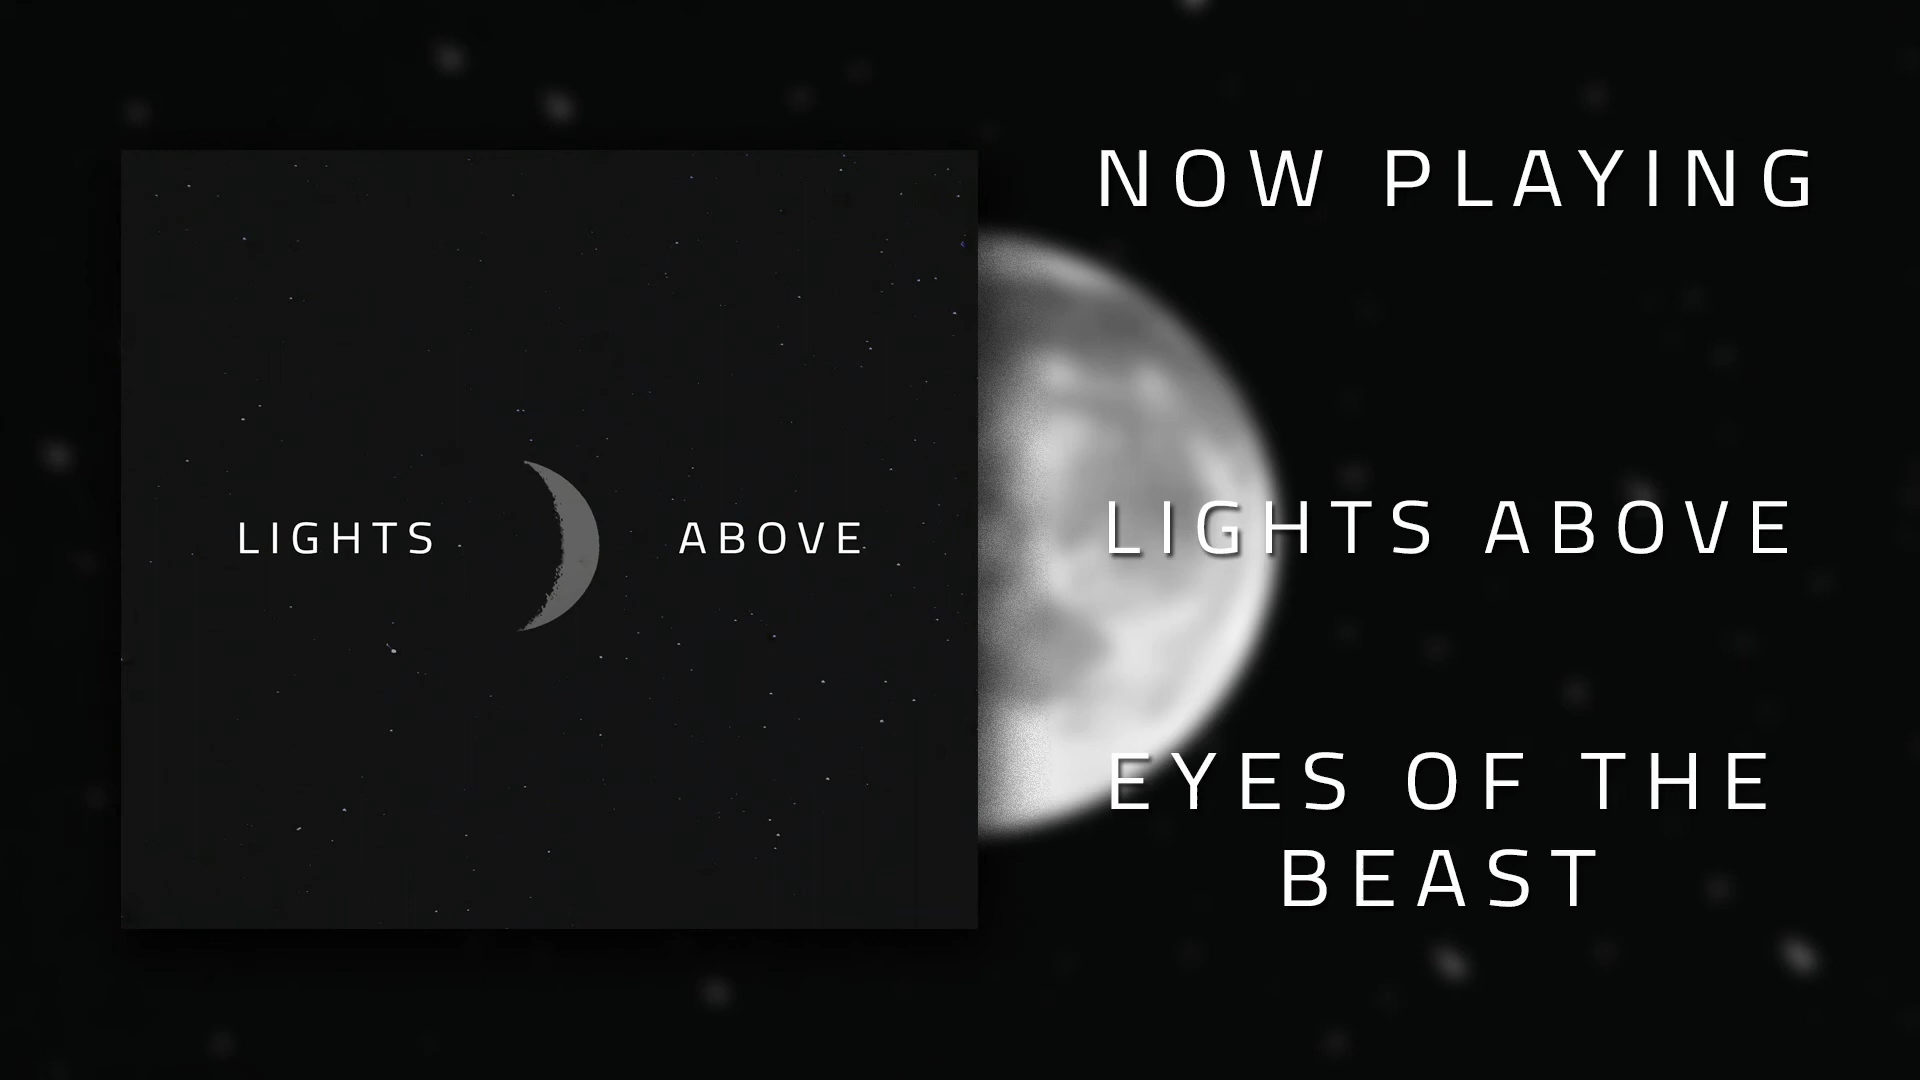 NOW PLAYING
LIGHTS ABOVE
LIGHTS ABOVE
EYES OF THE
BEAST